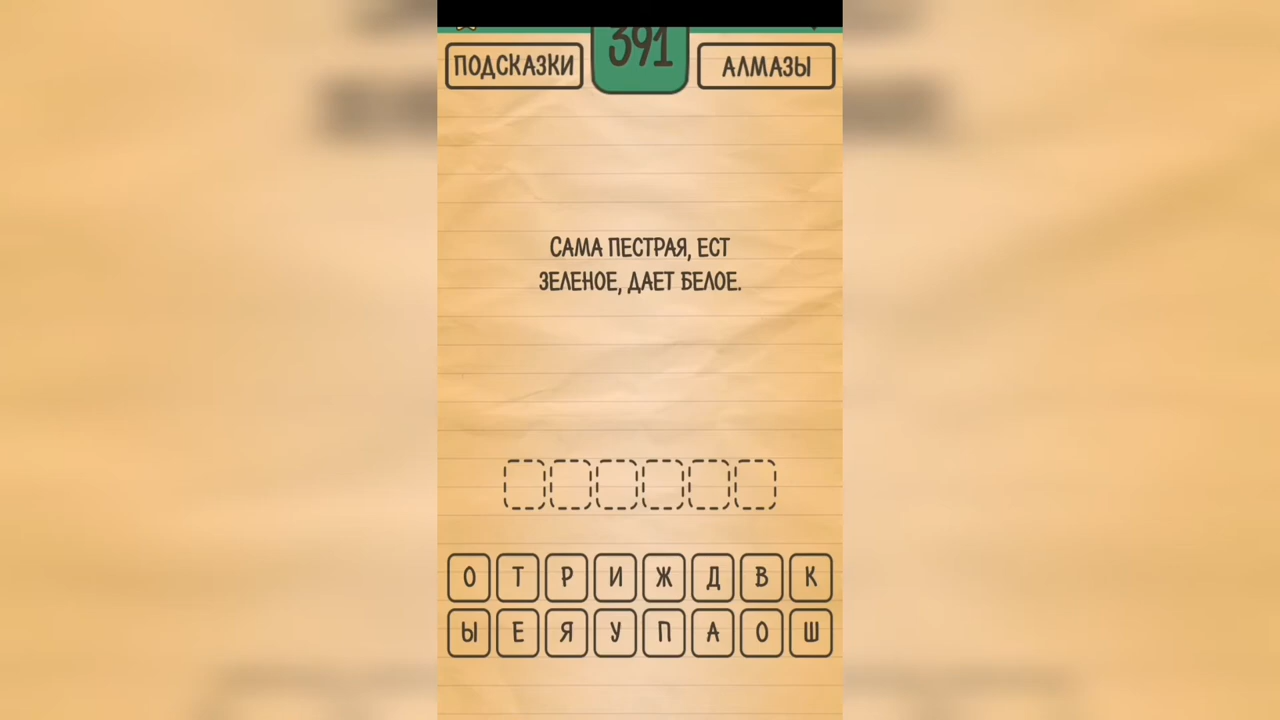 ПОДСКАЗКИ 391 АЛМАЗЫ
САМА ПЕСТРАЯ, ЕСТ
ЗЕЛЕНОЕ, ДАЕТ БЕЛОЕ.
О Т Р И Ж Д В К
Ы Е Я У П А О Ш